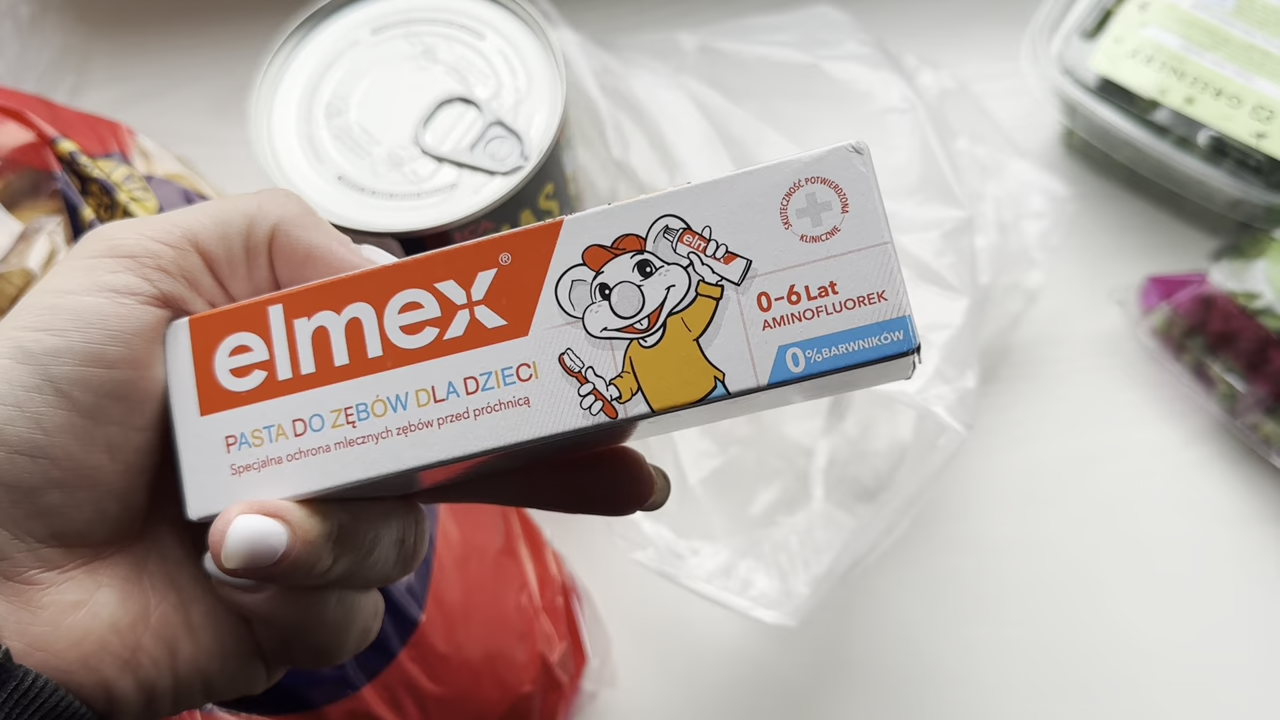 elmex®
PASTA DO ZĘBÓW DLA DZIECI
Specjalna ochrona mlecznych zębów przed próchnicą
elm
SKUTECZNOŚĆ POTWIERDZONA
KLINICZNIE
0-6 Lat
AMINOFLUOREK
0% BARWNIKÓW